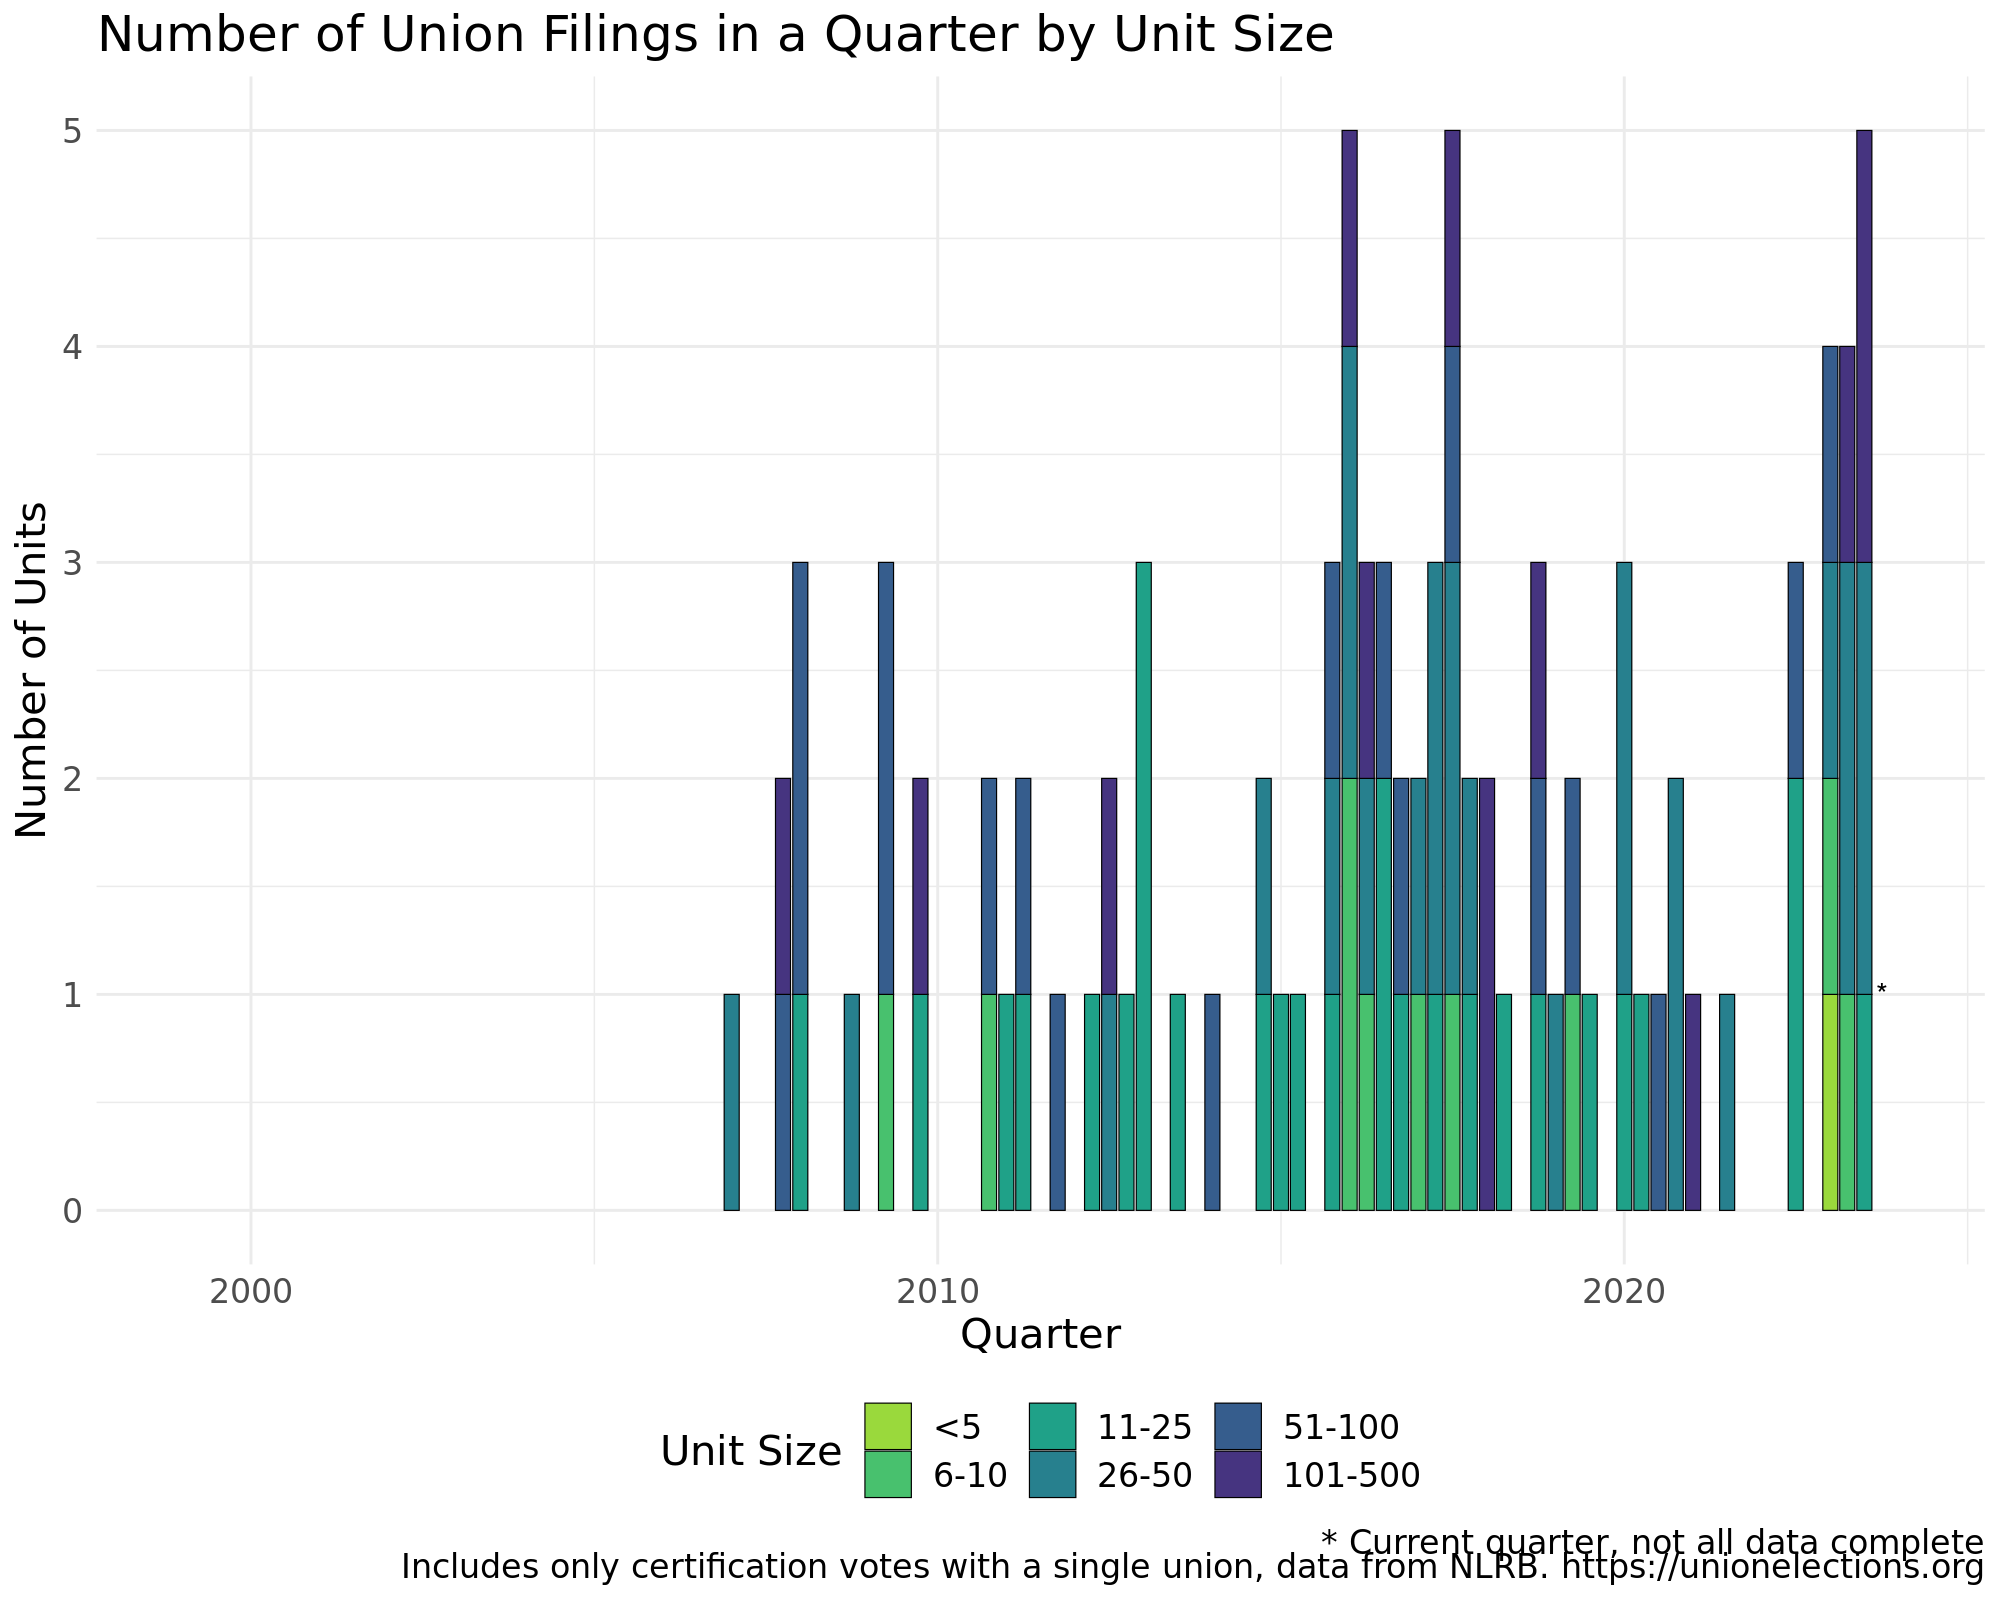 Number of Union Filings in a Quarter by Unit Size
Number of Units
5
4
3
2
1
0
*
2000 2010 2020
Quarter
Unit Size
<5 11-25 51-100
6-10 26-50 101-500
* Current quarter, not all data complete
Includes only certification votes with a single union, data from NLRB. https://unionelections.org